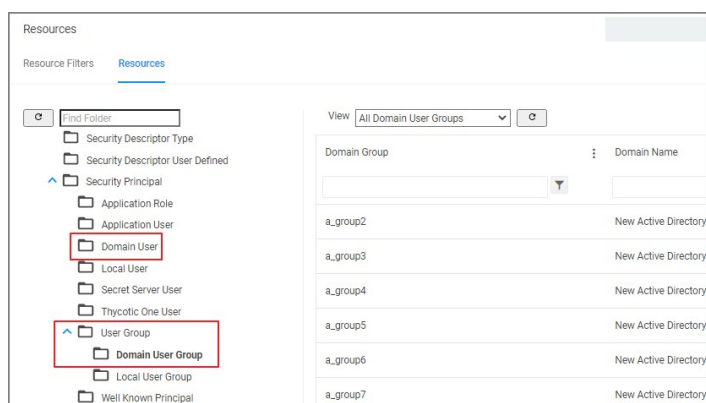 Resources
Resource Filters Resources
Find Folder
Security Descriptor Type
Security Descriptor User Defined
Security Principal
Application Role
Application User
Domain User
Local User
Secret Server User
Thycotic One User
User Group
Domain User Group
Local User Group
Well Known Principal
View All Domain User Groups
Domain Group Domain Name
a_group2 New Active Directory
a_group3 New Active Directory
a_group4 New Active Directory
a_group5 New Active Directory
a_group6 New Active Directory
a_group7 New Active Directory